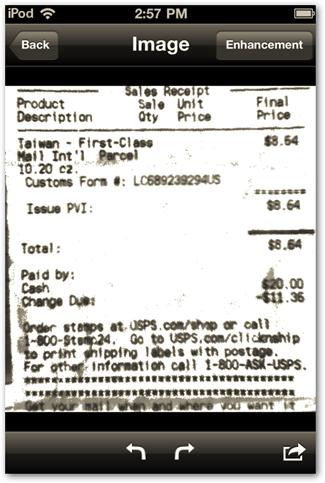 iPod 2:57 PM
Back Image Enhancement
Sales Receipt
Product Sale Unit Final
Description Qty Price Price
Taiwan - First-Class $8.64
Mail Int'l Parcel
10.20 oz.
Customs Form #: LC689239294US
========
Issue PVI: $8.64
Total: $8.64
Paid by:
Cash $20.00
Change Due: -$11.36
Order stamps at USPS.com/shop or call
1-800-Stamp24. Go to USPS.com/clicknship
to print shipping labels with postage.
For other information call 1-800-ASK-USPS.
****************************************
****************************************
Get your mail when and where you want it